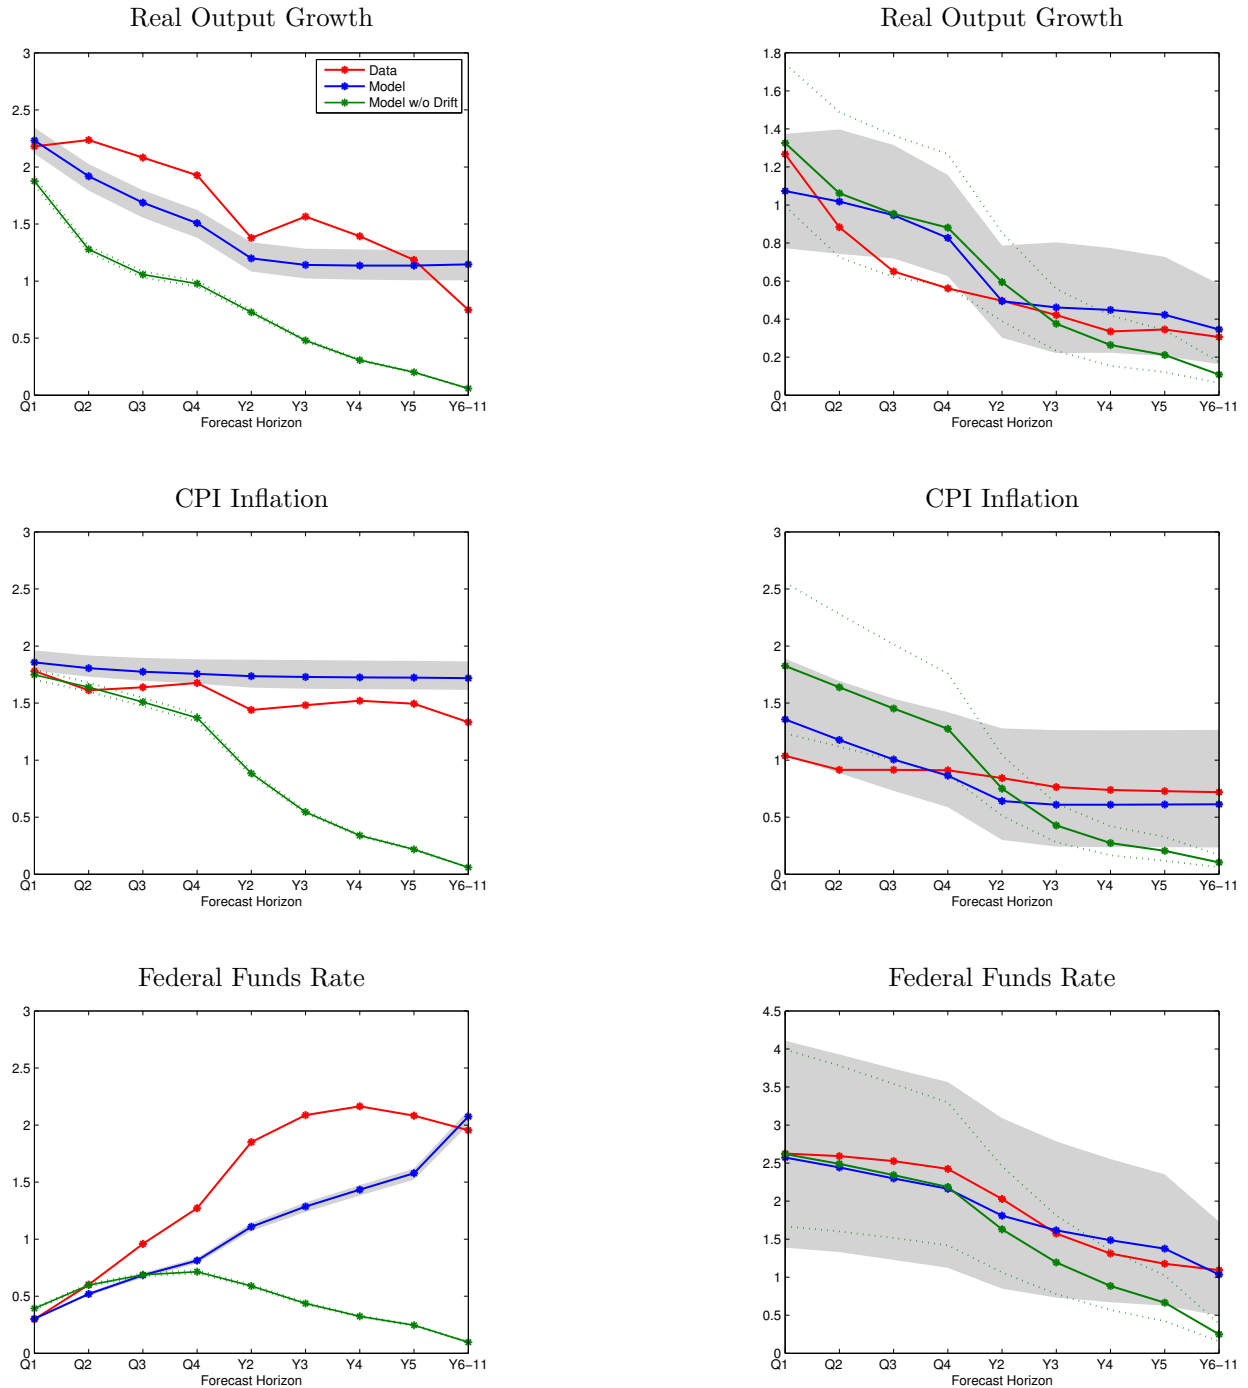 Real Output Growth
3
2.5
2
1.5
1
0.5
0
Data
Model
Model w/o Drift
Q1 Q2 Q3 Q4 Y2 Y3 Y4 Y5 Y6−11
Forecast Horizon
Real Output Growth
1.8
1.6
1.4
1.2
1
0.8
0.6
0.4
0.2
0
Q1 Q2 Q3 Q4 Y2 Y3 Y4 Y5 Y6−11
Forecast Horizon
CPI Inflation
3
2.5
2
1.5
1
0.5
0
Q1 Q2 Q3 Q4 Y2 Y3 Y4 Y5 Y6−11
Forecast Horizon
CPI Inflation
3
2.5
2
1.5
1
0.5
0
Q1 Q2 Q3 Q4 Y2 Y3 Y4 Y5 Y6−11
Forecast Horizon
Federal Funds Rate
3
2.5
2
1.5
1
0.5
0
Q1 Q2 Q3 Q4 Y2 Y3 Y4 Y5 Y6−11
Forecast Horizon
Federal Funds Rate
4.5
4
3.5
3
2.5
2
1.5
1
0.5
0
Q1 Q2 Q3 Q4 Y2 Y3 Y4 Y5 Y6−11
Forecast Horizon